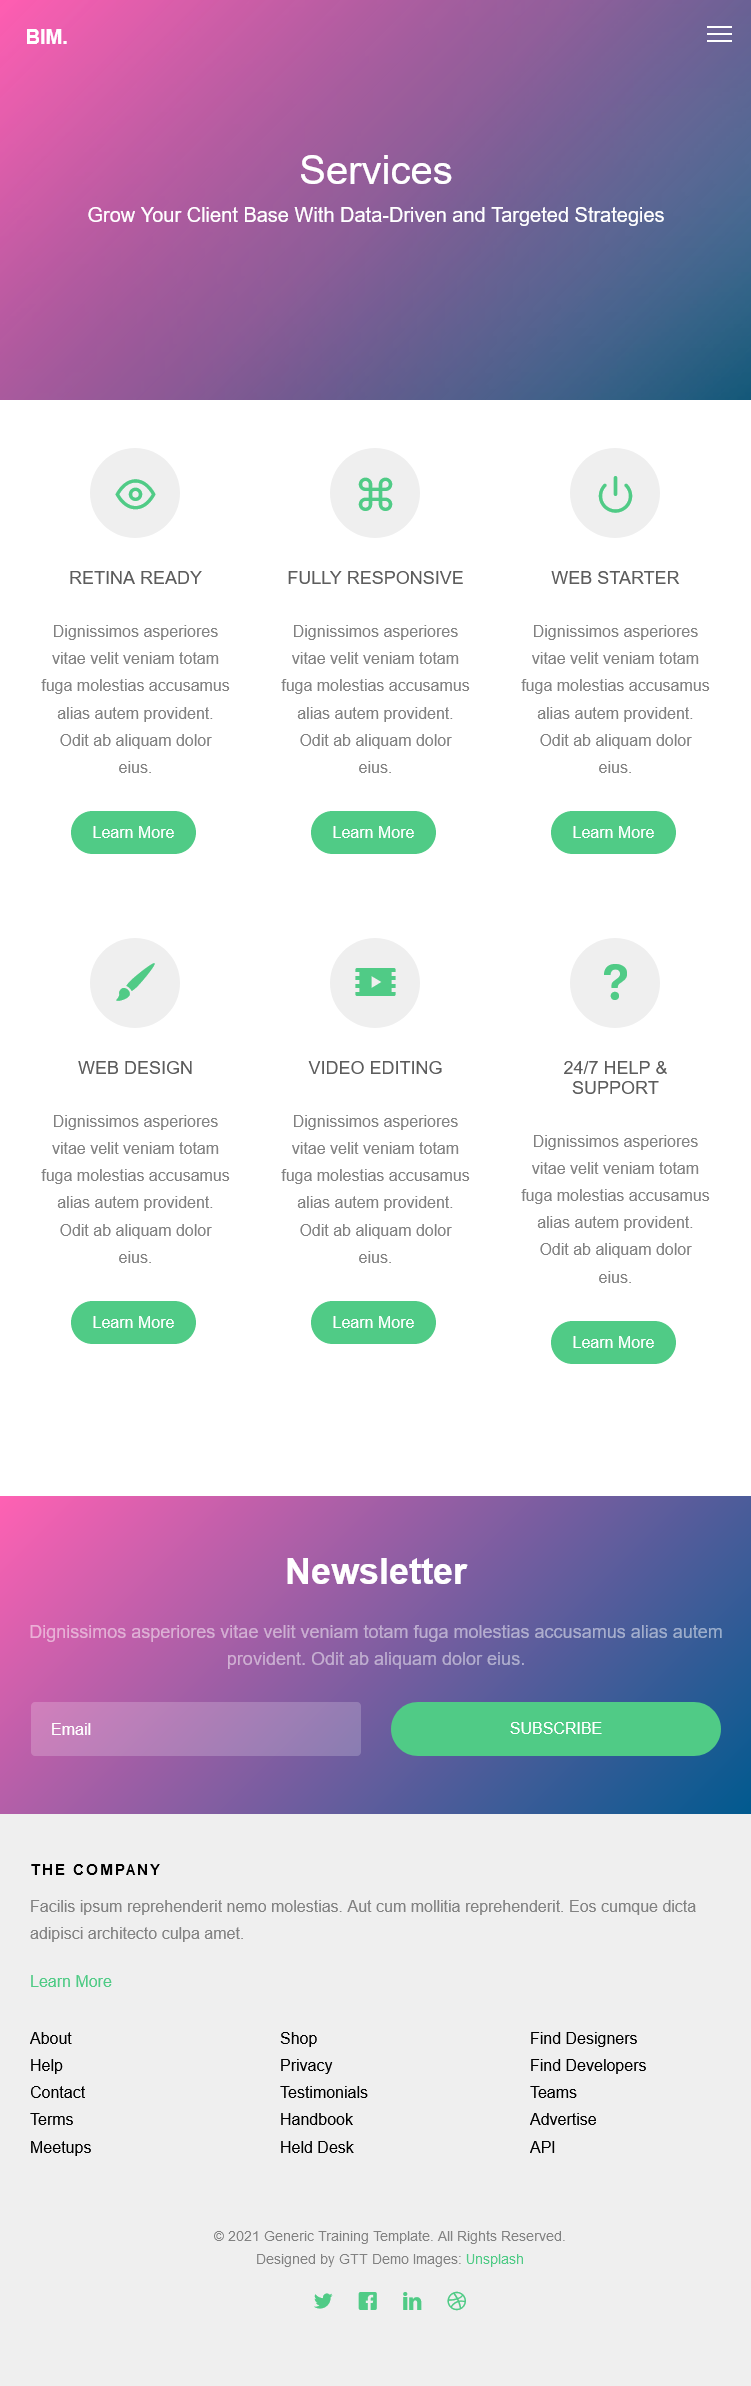 BIM.
Services
Grow Your Client Base With Data-Driven and Targeted Strategies
RETINA READY
Dignissimos asperiores
vitae velit veniam totam
fuga molestias accusamus
alias autem provident.
Odit ab aliquam dolor
eius.
Learn More
FULLY RESPONSIVE
Dignissimos asperiores
vitae velit veniam totam
fuga molestias accusamus
alias autem provident.
Odit ab aliquam dolor
eius.
Learn More
WEB STARTER
Dignissimos asperiores
vitae velit veniam totam
fuga molestias accusamus
alias autem provident.
Odit ab aliquam dolor
eius.
Learn More
WEB DESIGN
Dignissimos asperiores
vitae velit veniam totam
fuga molestias accusamus
alias autem provident.
Odit ab aliquam dolor
eius.
Learn More
VIDEO EDITING
Dignissimos asperiores
vitae velit veniam totam
fuga molestias accusamus
alias autem provident.
Odit ab aliquam dolor
eius.
Learn More
24/7 HELP &
SUPPORT
Dignissimos asperiores
vitae velit veniam totam
fuga molestias accusamus
alias autem provident.
Odit ab aliquam dolor
eius.
Learn More
Newsletter
Dignissimos asperiores vitae velit veniam totam fuga molestias accusamus alias autem
provident. Odit ab aliquam dolor eius.
Email
SUBSCRIBE
THE COMPANY
Facilis ipsum reprehenderit nemo molestias. Aut cum mollitia reprehenderit. Eos cumque dicta
adipisci architecto culpa amet.
Learn More
About
Help
Contact
Terms
Meetups
Shop
Privacy
Testimonials
Handbook
Held Desk
Find Designers
Find Developers
Teams
Advertise
API
© 2021 Generic Training Template. All Rights Reserved.
Designed by GTT Demo Images: Unsplash